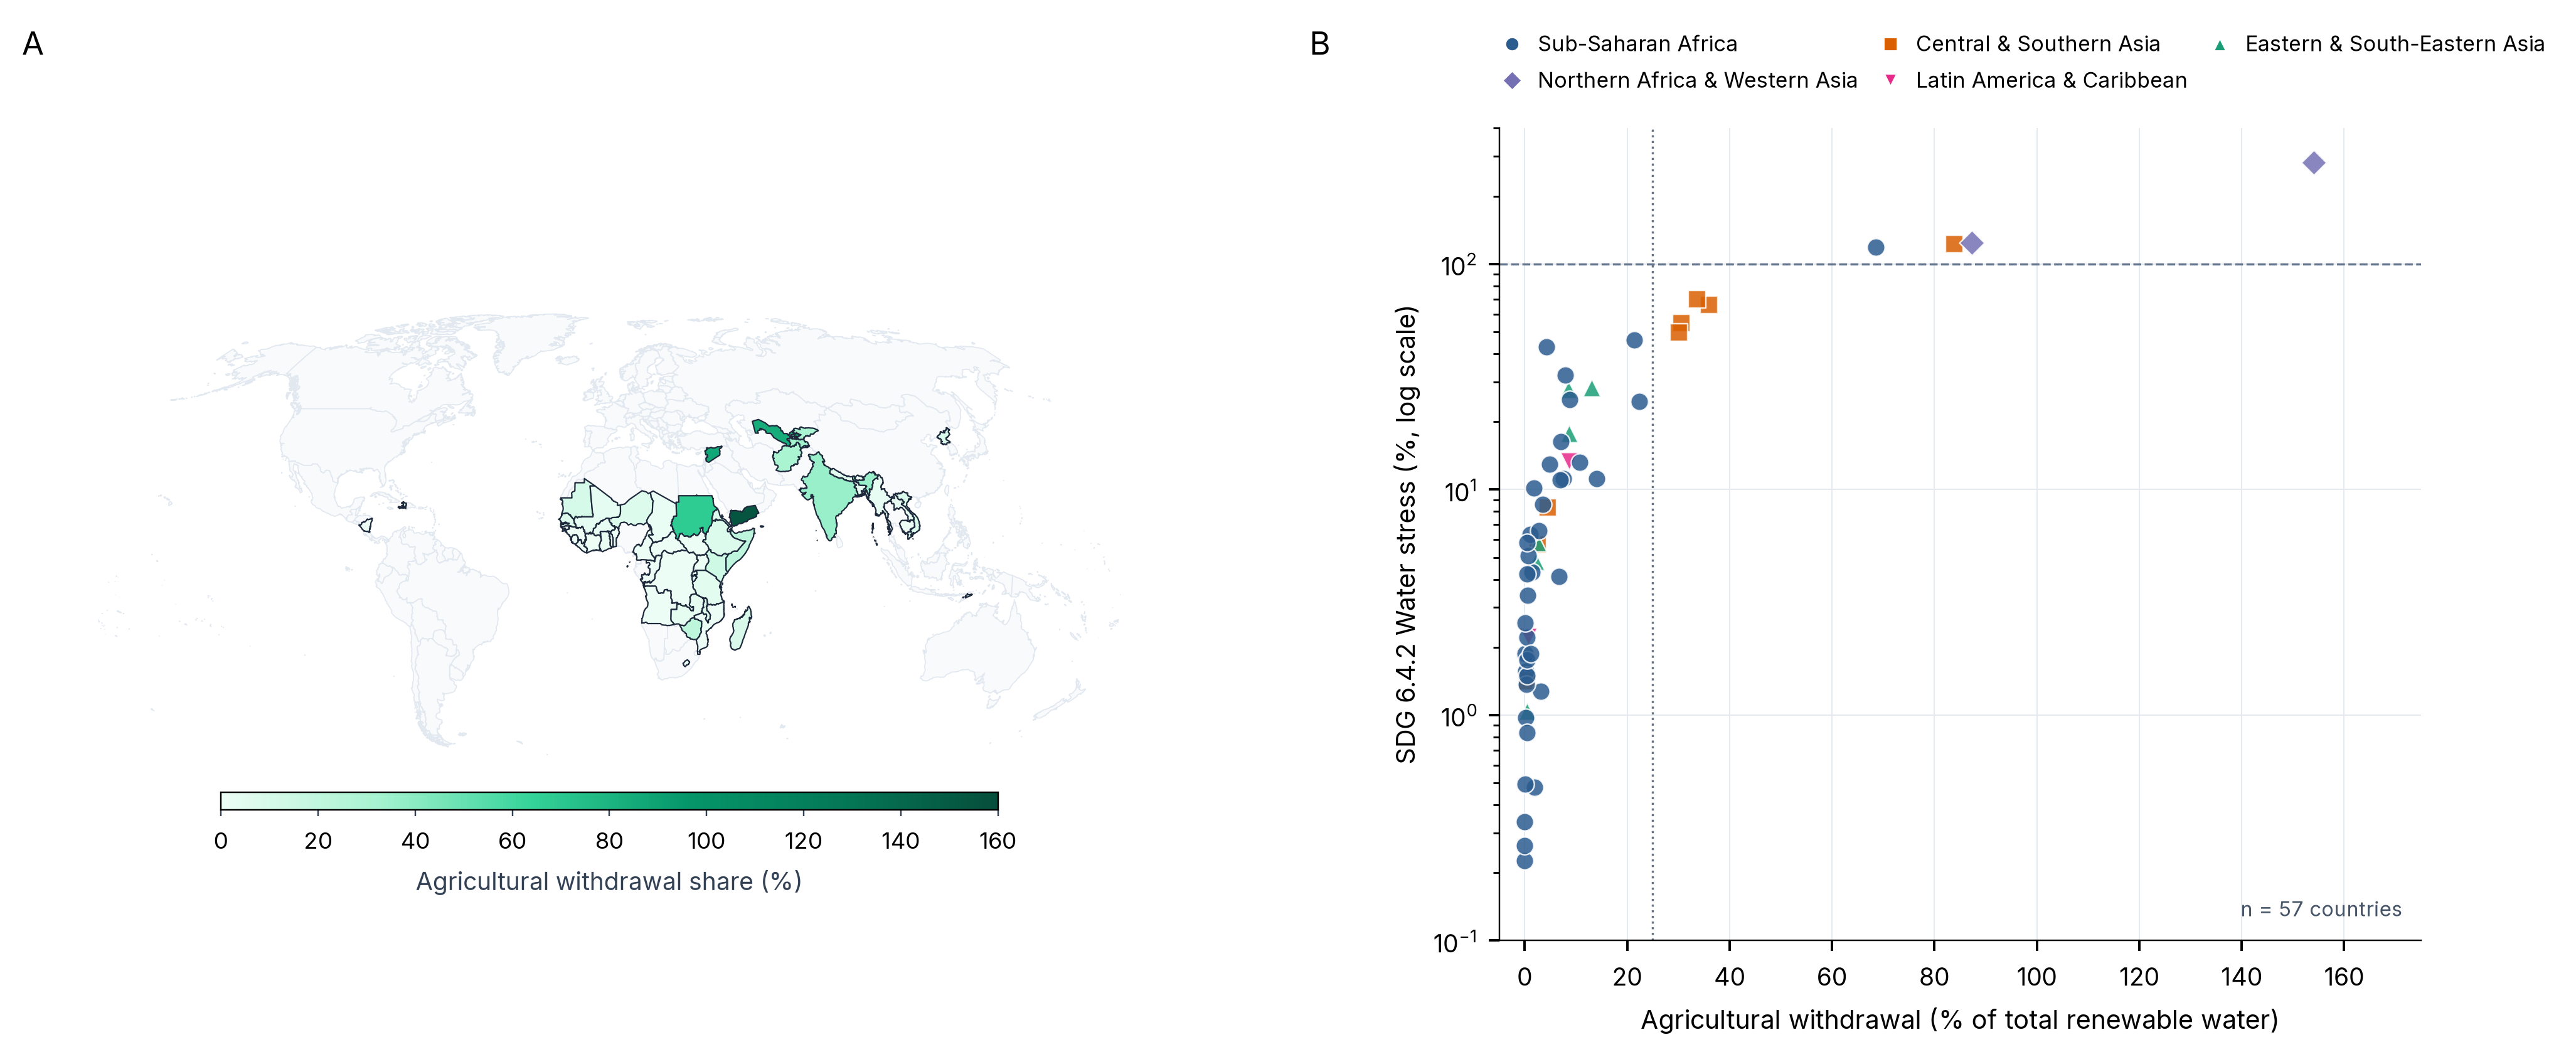 A
0 20 40 60 80 100 120 140 160
Agricultural withdrawal share (%)
B
Sub-Saharan Africa
Central & Southern Asia
Eastern & South-Eastern Asia
Northern Africa & Western Asia
Latin America & Caribbean
SDG 6.4.2 Water stress (%, log scale)
10²
10¹
10⁰
10⁻¹
n = 57 countries
0 20 40 60 80 100 120 140 160
Agricultural withdrawal (% of total renewable water)